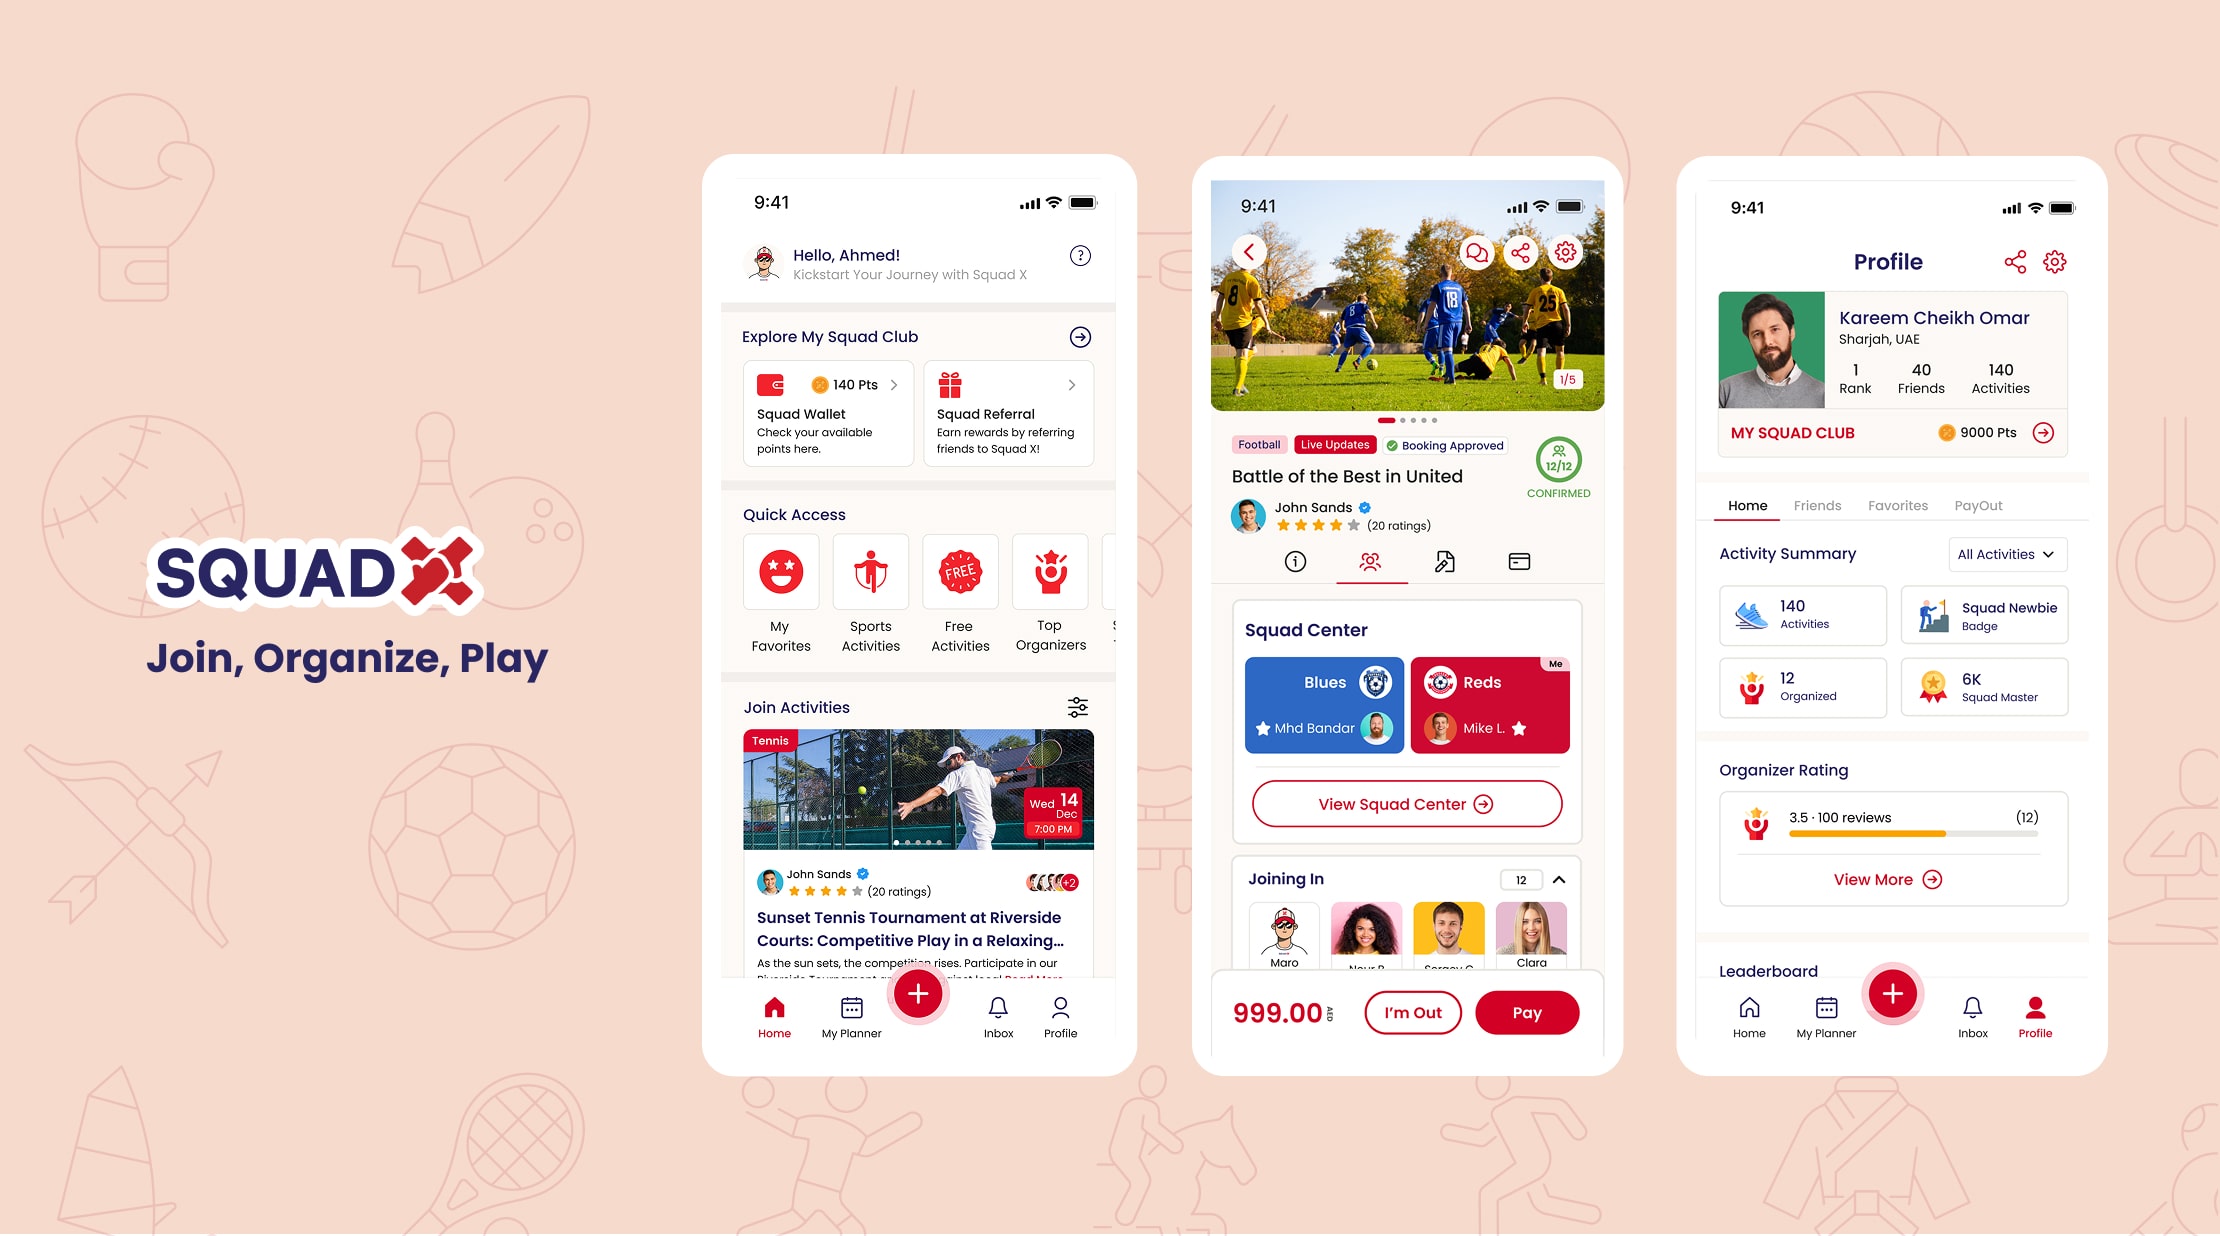 SQUADX
Join, Organize, Play
9:41
Hello, Ahmed!
Kickstart Your Journey with Squad X
?
Explore My Squad Club
140 Pts
Squad Wallet
Check your available
points here.
Squad Referral
Earn rewards by referring
friends to Squad X!
Quick Access
FREE
My
Favorites
Sports
Activities
Free
Activities
Top
Organizers
Join Activities
Tennis
Wed 14
Dec
7:00 PM
John Sands
(20 ratings)
+2
Sunset Tennis Tournament at Riverside
Courts: Competitive Play in a Relaxing...
As the sun sets, the competition rises. Participate in our
Home
My Planner
Inbox
Profile
9:41
8
18
25
1/5
Football
Live Updates
Booking Approved
12/12
CONFIRMED
Battle of the Best in United
John Sands
(20 ratings)
Squad Center
Blues
Mhd Bandar
Me
Reds
Mike L.
View Squad Center
Joining In
12
Maro
Clara
999.00 AED
I'm Out
Pay
9:41
Profile
Kareem Cheikh Omar
Sharjah, UAE
1
Rank
40
Friends
140
Activities
MY SQUAD CLUB
9000 Pts
Home
Friends
Favorites
PayOut
Activity Summary
All Activities
140
Activities
Squad Newbie
Badge
12
Organized
6K
Squad Master
Organizer Rating
3.5 · 100 reviews
(12)
View More
Leaderboard
Home
My Planner
Inbox
Profile